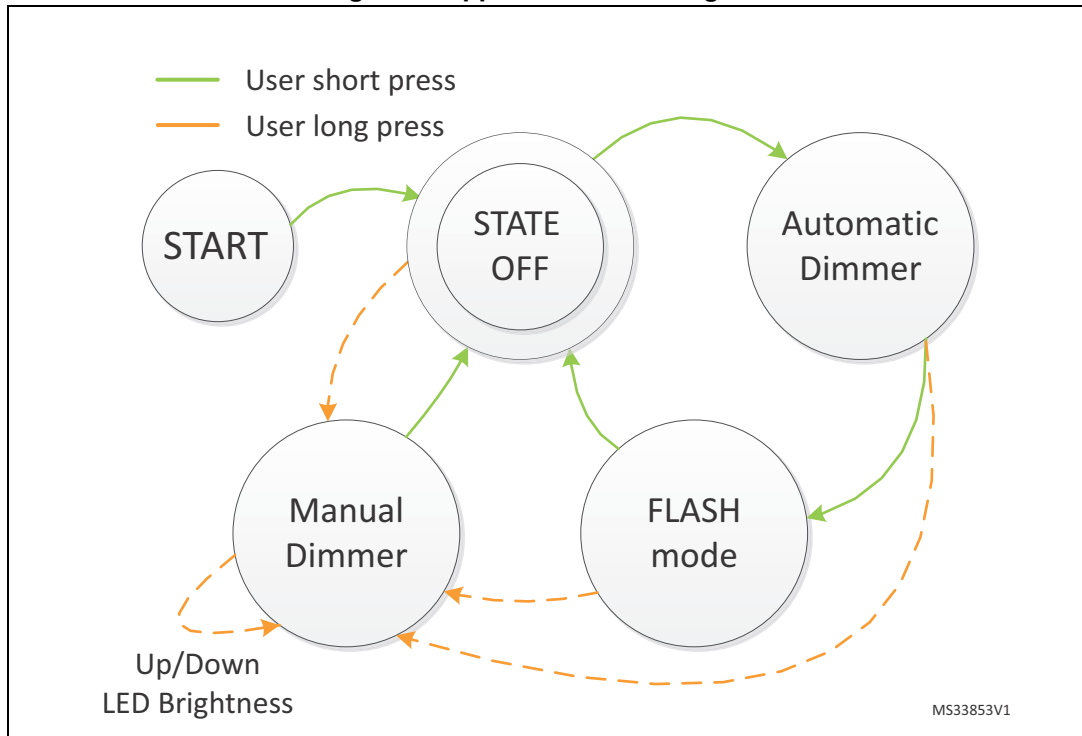 User short press
User long press
START
STATE
OFF
Automatic
Dimmer
Manual
Dimmer
FLASH
mode
Up/Down
LED Brightness
MS33853V1